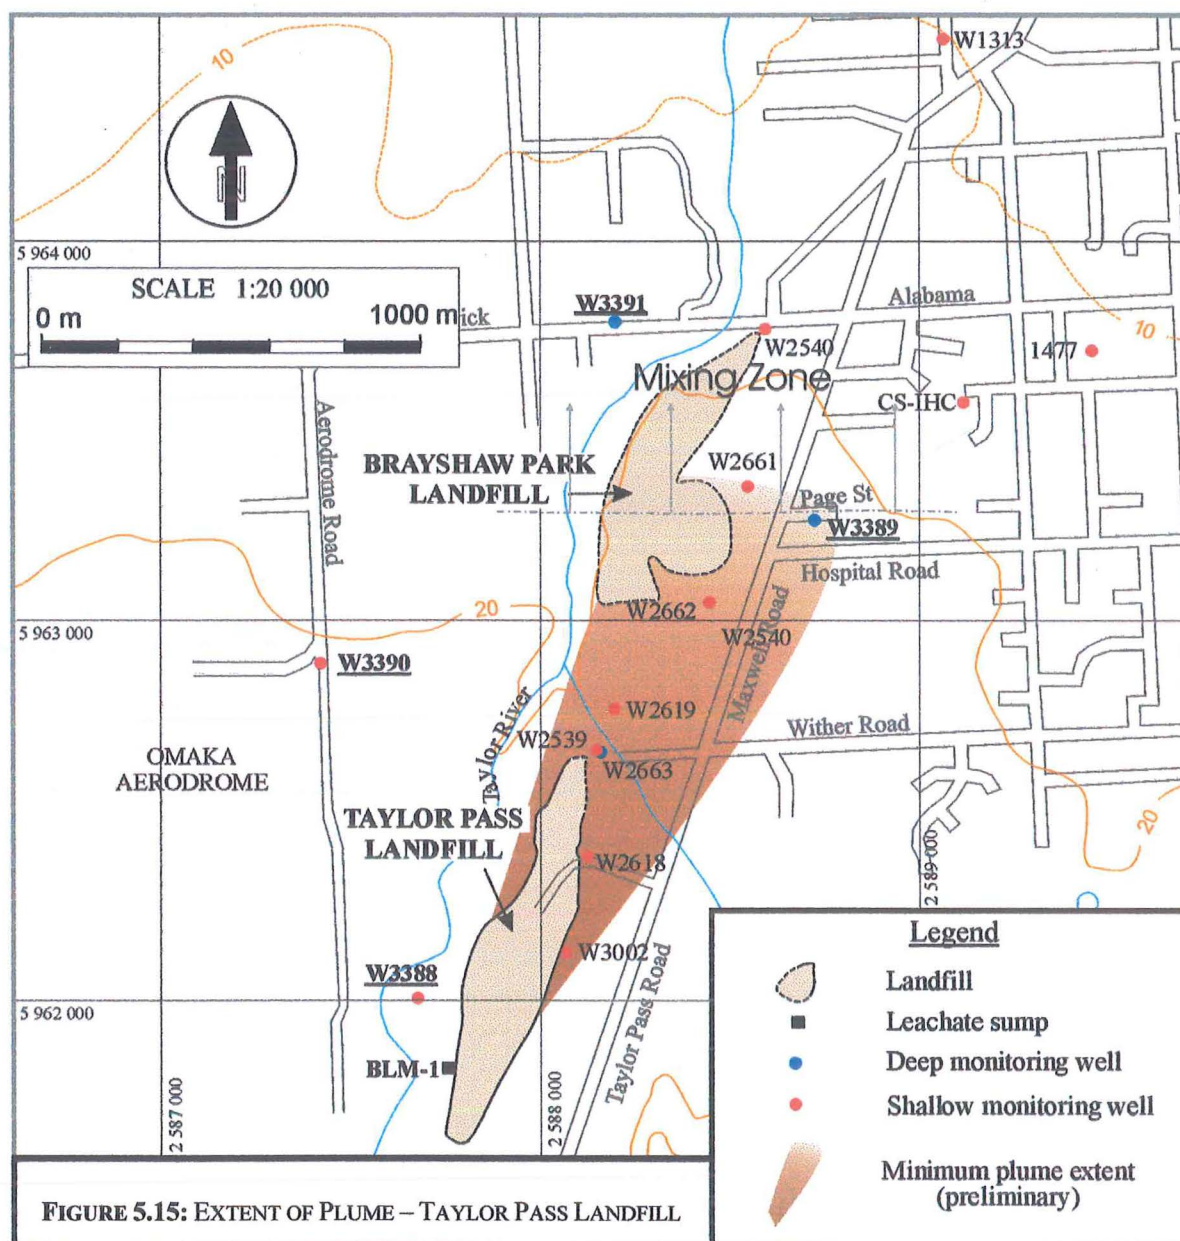 10
W1313
N
5 964 000
SCALE 1:20 000
0 m
1000 m
ick
W3391
Alabama
10
W2540
1477
Mixing Zone
CS-IHC
Aerodrome Road
BRAYSHAW PARK
LANDFILL
W2661
Page St
W3389
Hospital Road
20
W2662
5 963 000
W2540
Maxwell Road
W3390
Taylor River
W2619
Wither Road
W2539
W2663
OMAKA
AERODROME
TAYLOR PASS
LANDFILL
20
W2618
2 589 000
W3002
W3388
5 962 000
Taylor Pass Road
BLM-1
2 587 000
2 588 000
Legend
Landfill
Leachate sump
Deep monitoring well
Shallow monitoring well
Minimum plume extent
(preliminary)
FIGURE 5.15: EXTENT OF PLUME – TAYLOR PASS LANDFILL